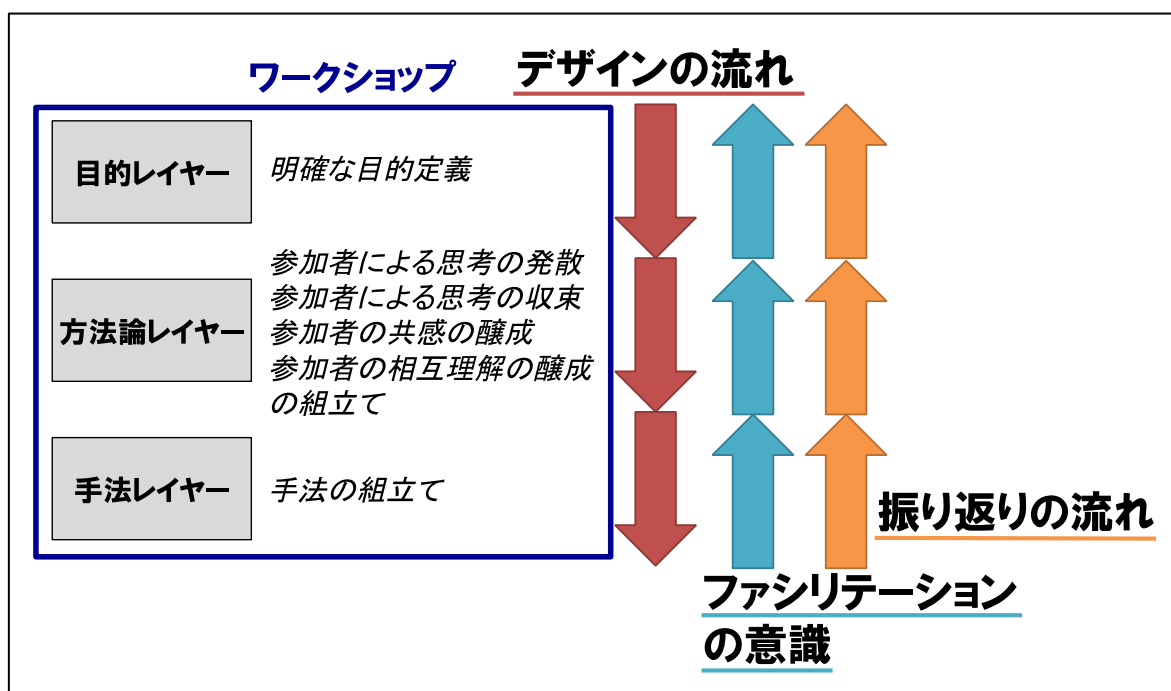 ワークショップ
デザインの流れ
目的レイヤー
明確な目的定義
方法論レイヤー
参加者による思考の発散
参加者による思考の収束
参加者の共感の醸成
参加者の相互理解の醸成
の組立て
手法レイヤー
手法の組立て
振り返りの流れ
ファシリテーション
の意識